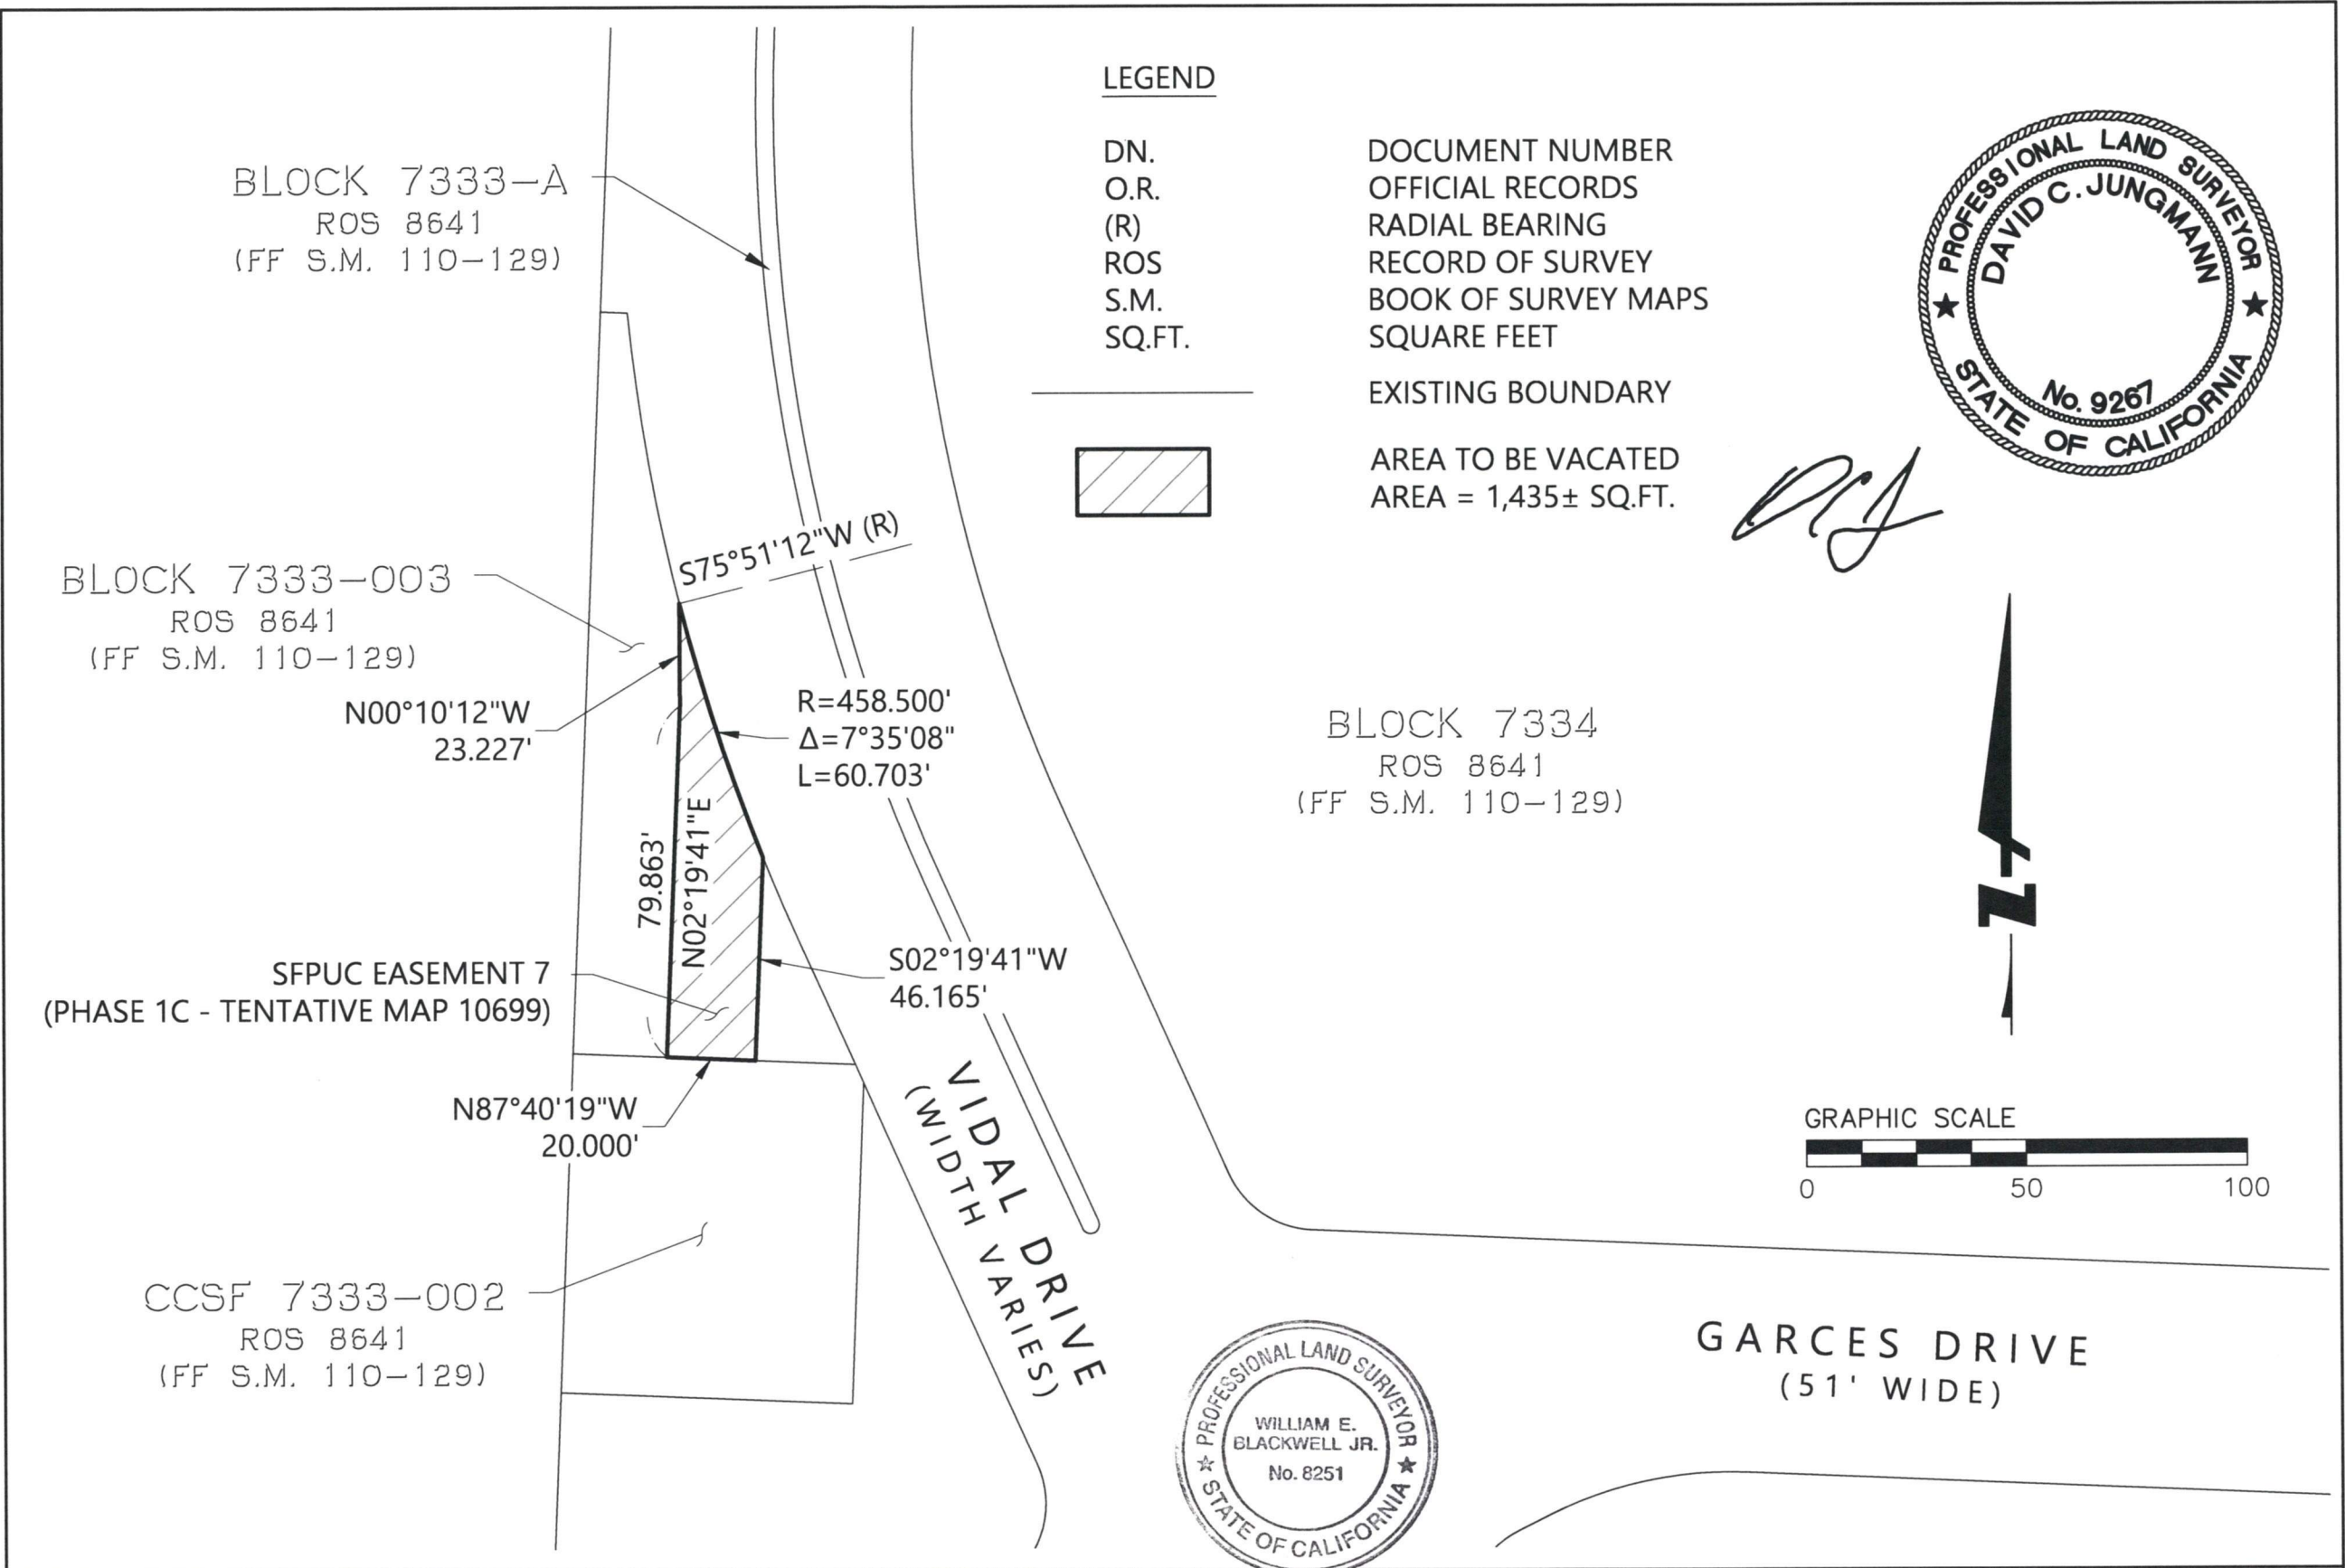 LEGEND
DN. DOCUMENT NUMBER
O.R. OFFICIAL RECORDS
(R) RADIAL BEARING
ROS RECORD OF SURVEY
S.M. BOOK OF SURVEY MAPS
SQ.FT. SQUARE FEET
EXISTING BOUNDARY
AREA TO BE VACATED
AREA = 1,435± SQ.FT.
PROFESSIONAL LAND SURVEYOR
DAVID C. JUNGMANN
No. 9267
STATE OF CALIFORNIA
BLOCK 7333-A
ROS 8641
(FF S.M. 110-129)
S75°51'12"W (R)
BLOCK 7333-003
ROS 8641
(FF S.M. 110-129)
N00°10'12"W
23.227'
R=458.500'
Δ=7°35'08"
L=60.703'
BLOCK 7334
ROS 8641
(FF S.M. 110-129)
79.863'
N02°19'41"E
SFPUC EASEMENT 7
(PHASE 1C - TENTATIVE MAP 10699)
S02°19'41"W
46.165'
N87°40'19"W
20.000'
N
GRAPHIC SCALE
0 50 100
VIDAL DRIVE
(WIDTH VARIES)
CCSF 7333-002
ROS 8641
(FF S.M. 110-129)
GARCES DRIVE
(51' WIDE)
PROFESSIONAL LAND SURVEYOR
WILLIAM E.
BLACKWELL JR.
No. 8251
STATE OF CALIFORNIA